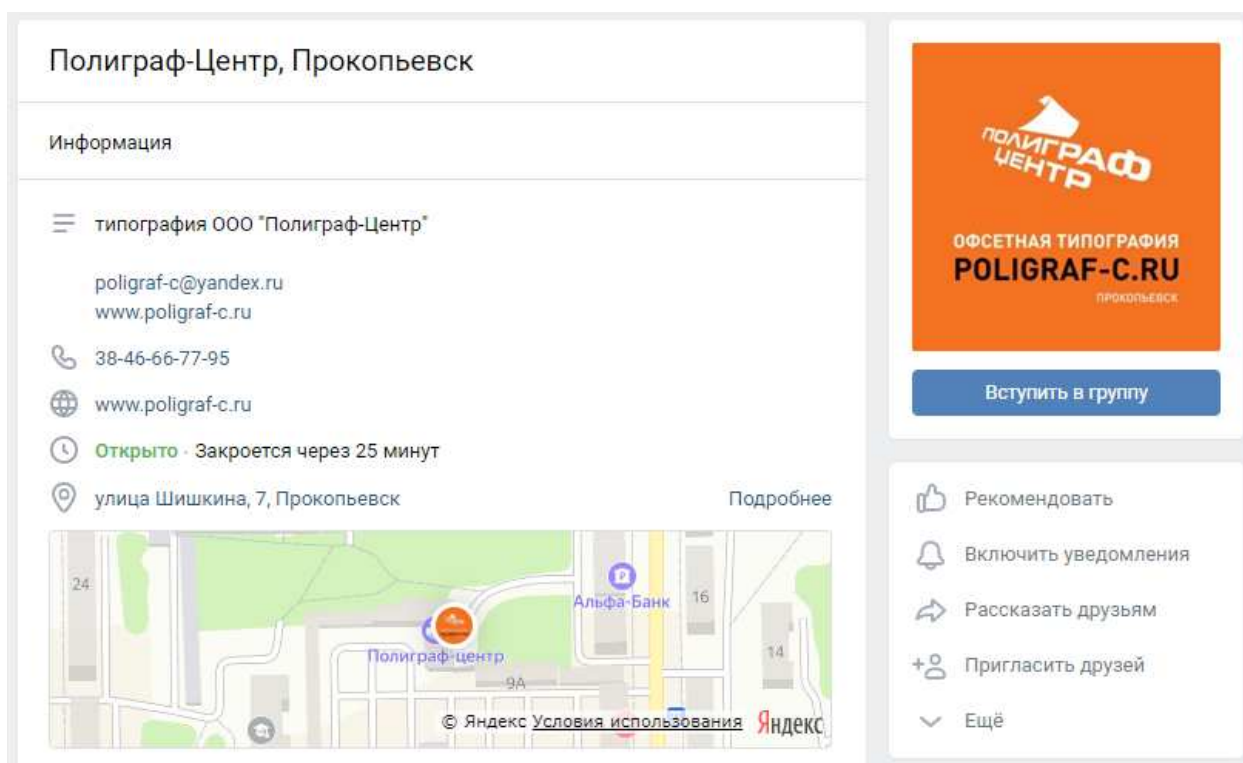 Полиграф-Центр, Прокопьевск
Информация
типография ООО "Полиграф-Центр"
poligraf-c@yandex.ru
www.poligraf-c.ru
38-46-66-77-95
www.poligraf-c.ru
Открыто · Закроется через 25 минут
улица Шишкина, 7, Прокопьевск
Подробнее
24
Альфа-Банк
16
Полиграф-центр
14
9А
© Яндекс Условия использования Яндекс
ПОЛИГРАФ
ЦЕНТР
ОФСЕТНАЯ ТИПОГРАФИЯ
POLIGRAF-C.RU
ПРОКОПЬЕВСК
Вступить в группу
Рекомендовать
Включить уведомления
Рассказать друзьям
Пригласить друзей
Ещё